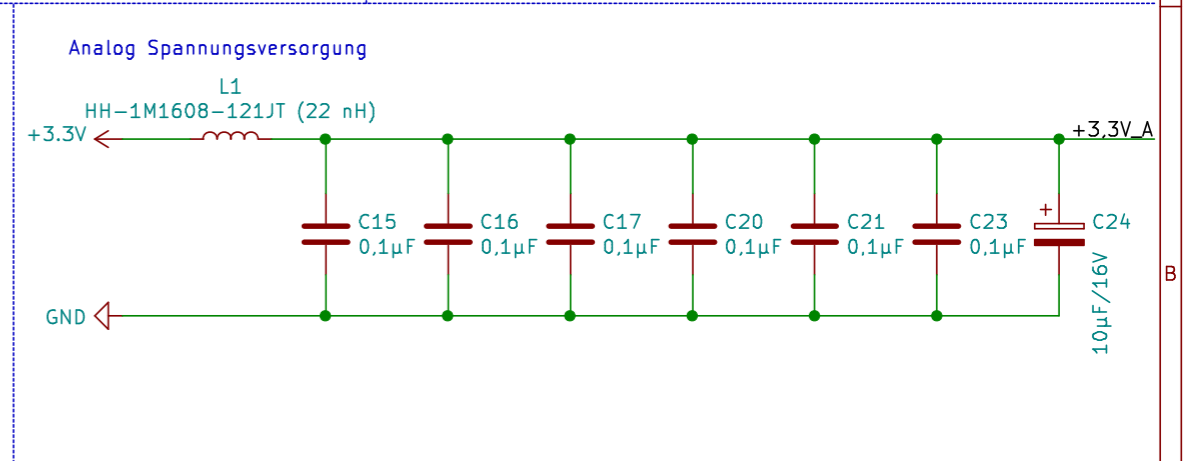 Analog Spannungsversorgung
L1
HH-1M1608-121JT (22 nH)
+3.3V
+3,3V_A
+
C15
0,1µF
C16
0,1µF
C17
0,1µF
C20
0,1µF
C21
0,1µF
C23
0,1µF
C24
10µF/16V
GND
B